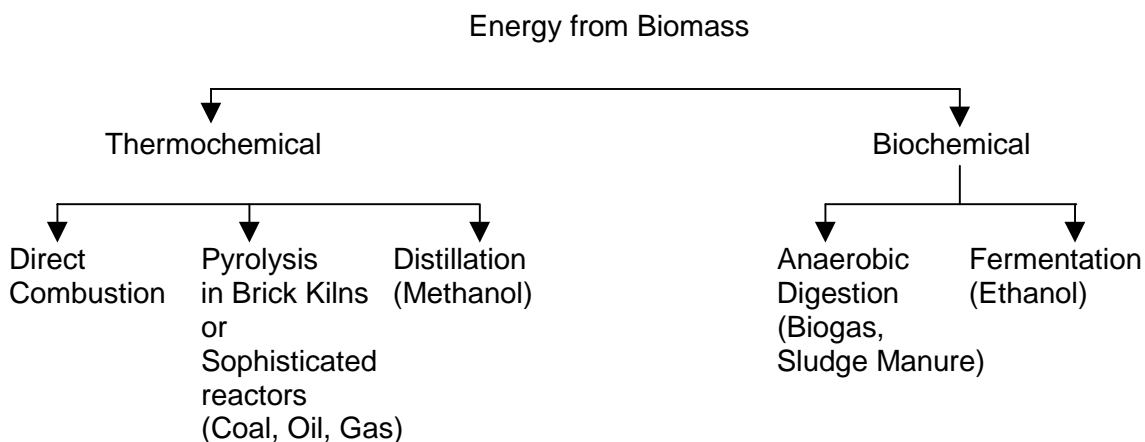 Energy from Biomass
Thermochemical
Biochemical
Direct
Combustion
Pyrolysis
in Brick Kilns
or
Sophisticated
reactors
(Coal, Oil, Gas)
Distillation
(Methanol)
Anaerobic
Digestion
(Biogas,
Sludge Manure)
Fermentation
(Ethanol)